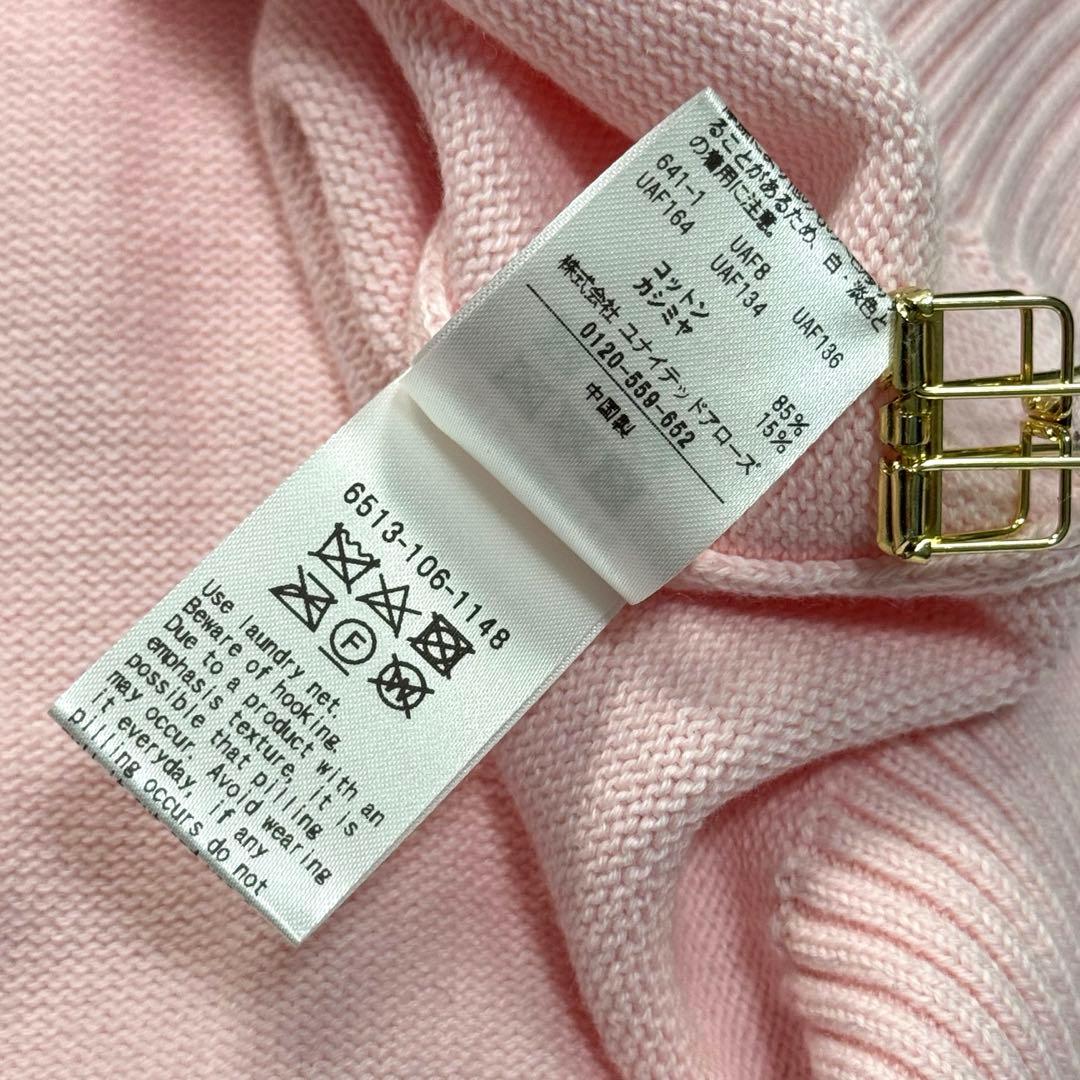 ることがあるため、白・淡色と
の着用に注意。
641-1
UAF164
UAF8
UAF134
UAF136
コットン 85%
カシミヤ 15%
株式会社 ユナイテッドアローズ
0120-559-652
中国製
6513-106-1148
F
W
Use laundry net.
Beware of hooking.
Due to a product with an
emphasis texture, it is
possible that pilling
may occur. Avoid wearing
it everyday, if any
pilling occurs do not